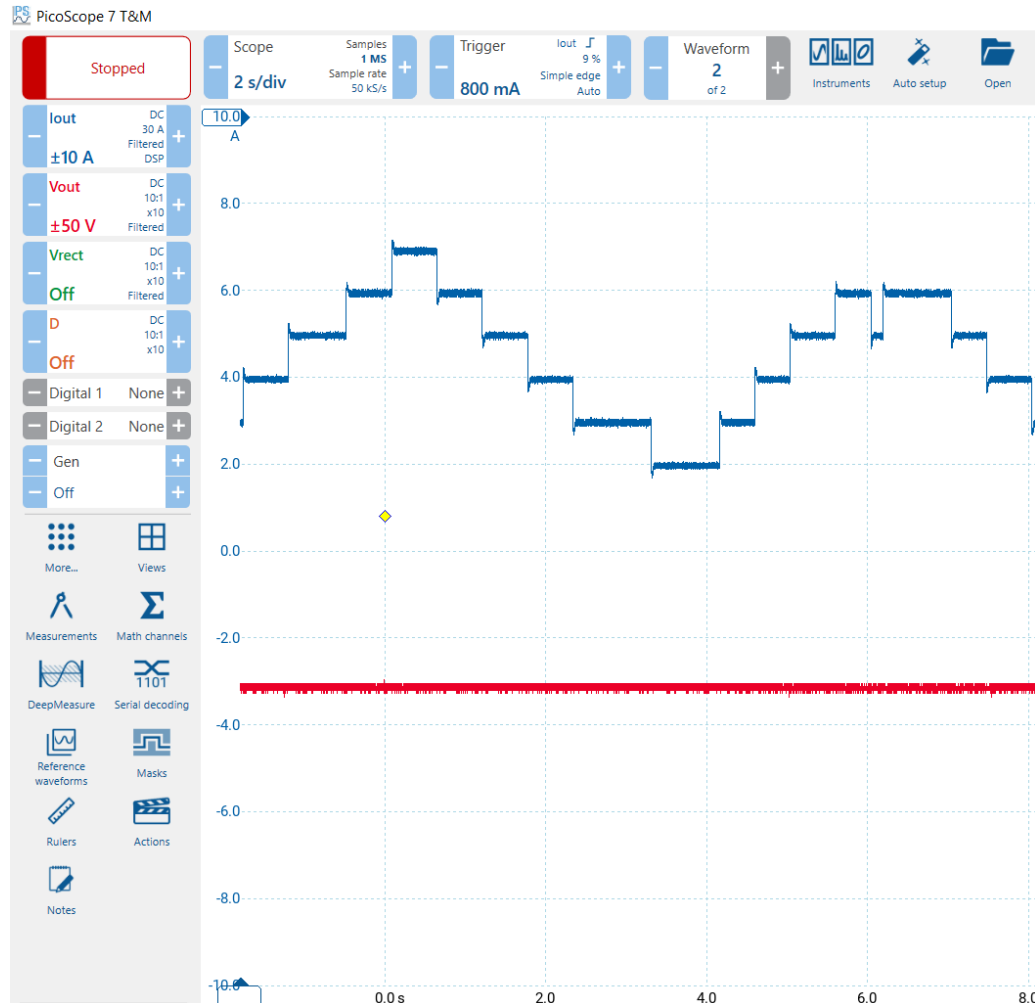 PS PicoScope 7 T&M
Stopped
Scope
2 s/div
Samples
1 MS
Sample rate
50 kS/s
Trigger
800 mA
Iout
9 %
Simple edge
Auto
Waveform
2
of 2
Instruments
Auto setup
Open
Iout
±10 A
DC
30 A
Filtered
DSP
Vout
±50 V
DC
10:1
x10
Filtered
Vrect
Off
DC
10:1
x10
Filtered
D
Off
DC
10:1
x10
Digital 1 None
Digital 2 None
Gen
Off
More...
Views
Measurements
Math channels
DeepMeasure
1101
Serial decoding
Reference
waveforms
Masks
Rulers
Actions
Notes
10.0
A
8.0
6.0
4.0
2.0
0.0
-2.0
-4.0
-6.0
-8.0
-10.0
0.0 s
2.0
4.0
6.0
8.0